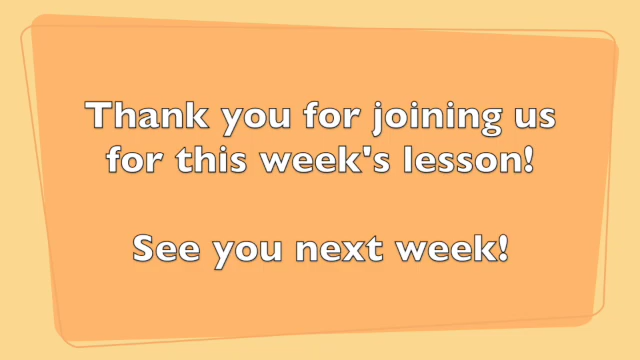 Thank you for joining us
for this week's lesson!
See you next week!